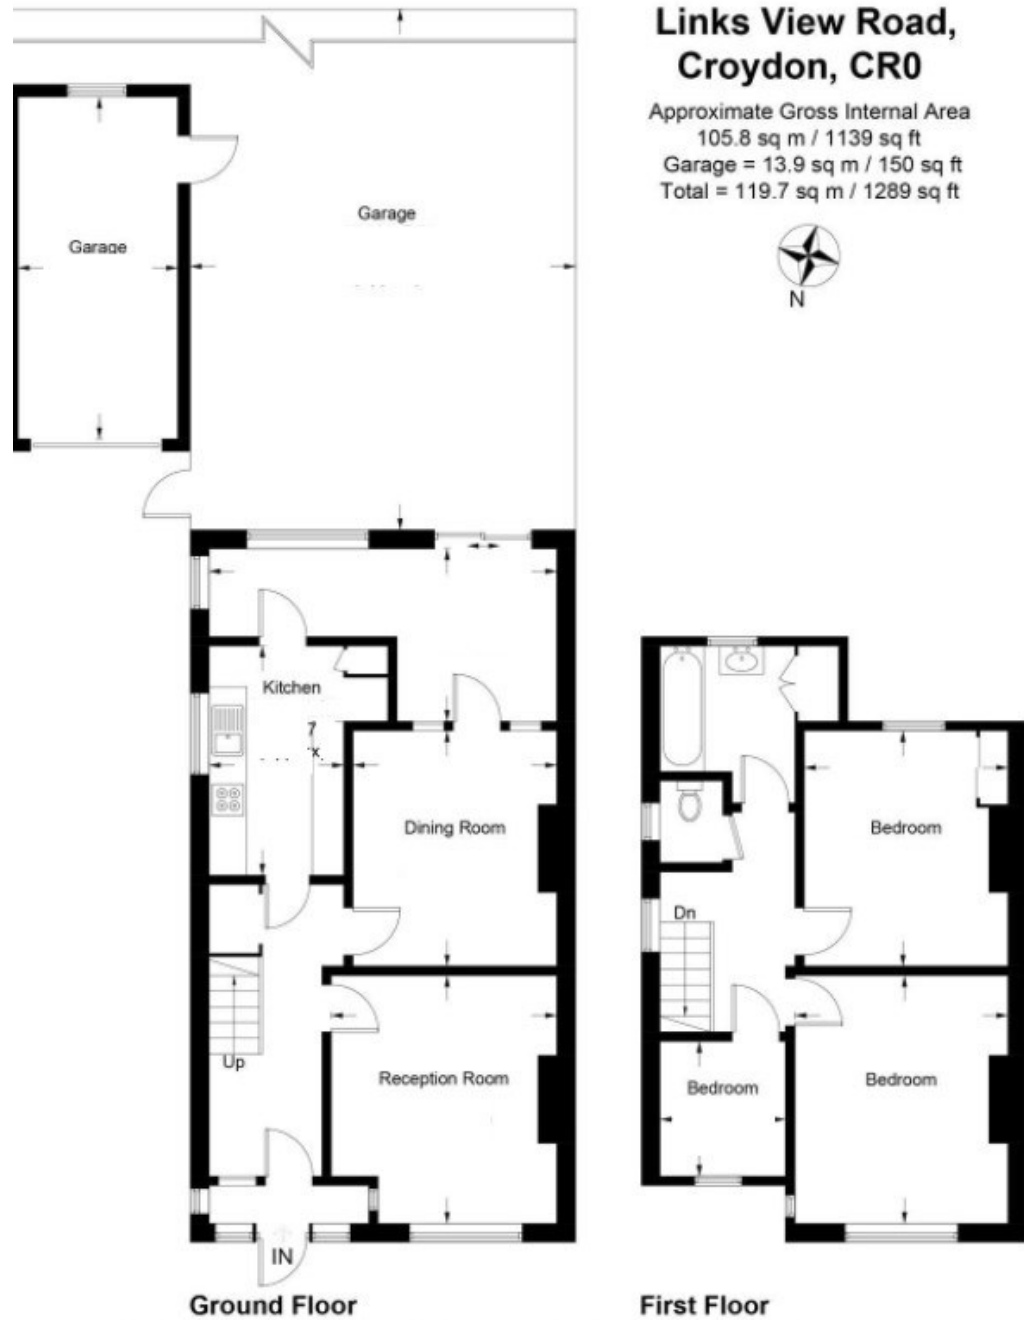 Links View Road,
Croydon, CR0
Approximate Gross Internal Area
105.8 sq m / 1139 sq ft
Garage = 13.9 sq m / 150 sq ft
Total = 119.7 sq m / 1289 sq ft
N
Garage
Garage
Kitchen
7
x
Dining Room
Up
Reception Room
IN
Ground Floor
Bedroom
Dn
Bedroom
Bedroom
First Floor